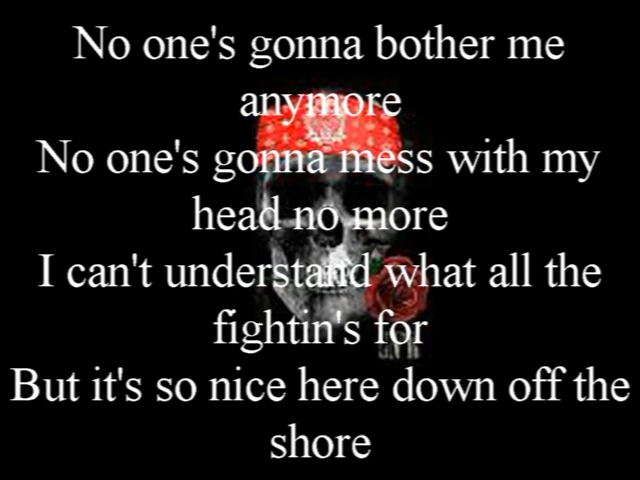 No one's gonna bother me
anymore
No one's gonna mess with my
head no more
I can't understand what all the
fightin's for
But it's so nice here down off the
shore